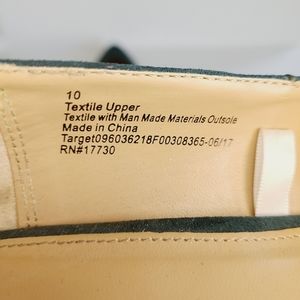 10
Textile Upper
Textile with Man Made Materials Outsole
Made in China
Target096036218F00308365-06/17
RN#17730